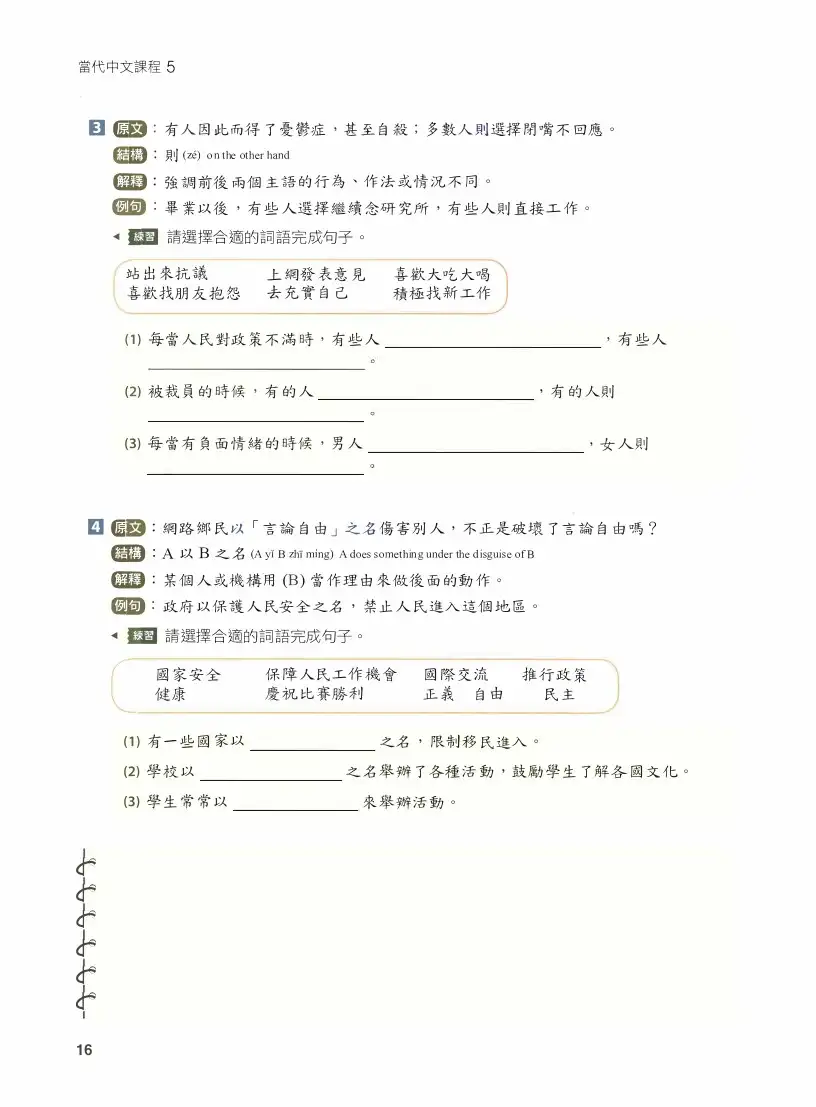 當代中文課程 5
3 原文：有人因此而得了憂鬱症，甚至自殺；多數人則選擇閉嘴不回應。
結構：則 (zé) on the other hand
解釋：強調前後兩個主語的行為、作法或情況不同。
例句：畢業以後，有些人選擇繼續念研究所，有些人則直接工作。
練習 請選擇合適的詞語完成句子。
站出來抗議 上網發表意見 喜歡大吃大喝
喜歡找朋友抱怨 去充實自己 積極找新工作
(1) 每當人民對政策不滿時，有些人 ____________________，有些人
____________________。
(2) 被裁員的時候，有的人 ____________________，有的人則
____________________。
(3) 每當有負面情緒的時候，男人 ____________________，女人則
____________________。
4 原文：網路鄉民以「言論自由」之名傷害別人，不正是破壞了言論自由嗎？
結構：A 以 B 之名 (A yǐ B zhī míng) A does something under the disguise of B
解釋：某個人或機構用 (B) 當作理由來做後面的動作。
例句：政府以保護人民安全之名，禁止人民進入這個地區。
練習 請選擇合適的詞語完成句子。
國家安全 保障人民工作機會 國際交流 推行政策
健康 慶祝比賽勝利 正義 自由 民主
(1) 有一些國家以 ____________ 之名，限制移民進入。
(2) 學校以 ____________ 之名舉辦了各種活動，鼓勵學生了解各國文化。
(3) 學生常常以 ____________ 來舉辦活動。
16